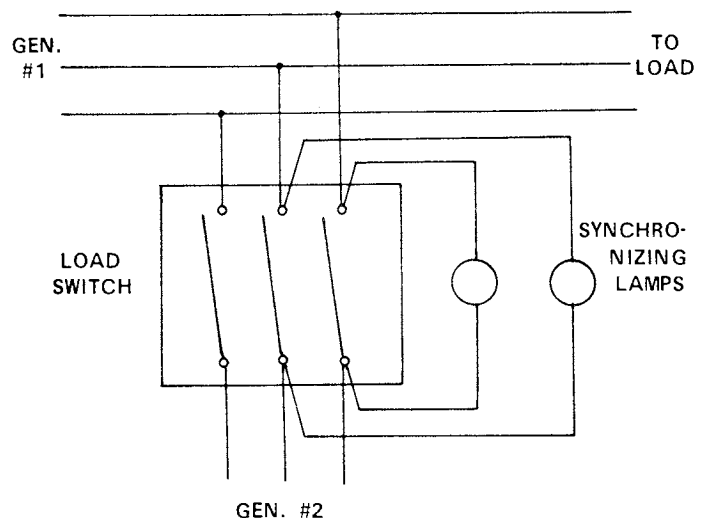 GEN.
#1
TO
LOAD
LOAD
SWITCH
SYNCHRO-
NIZING
LAMPS
GEN. #2